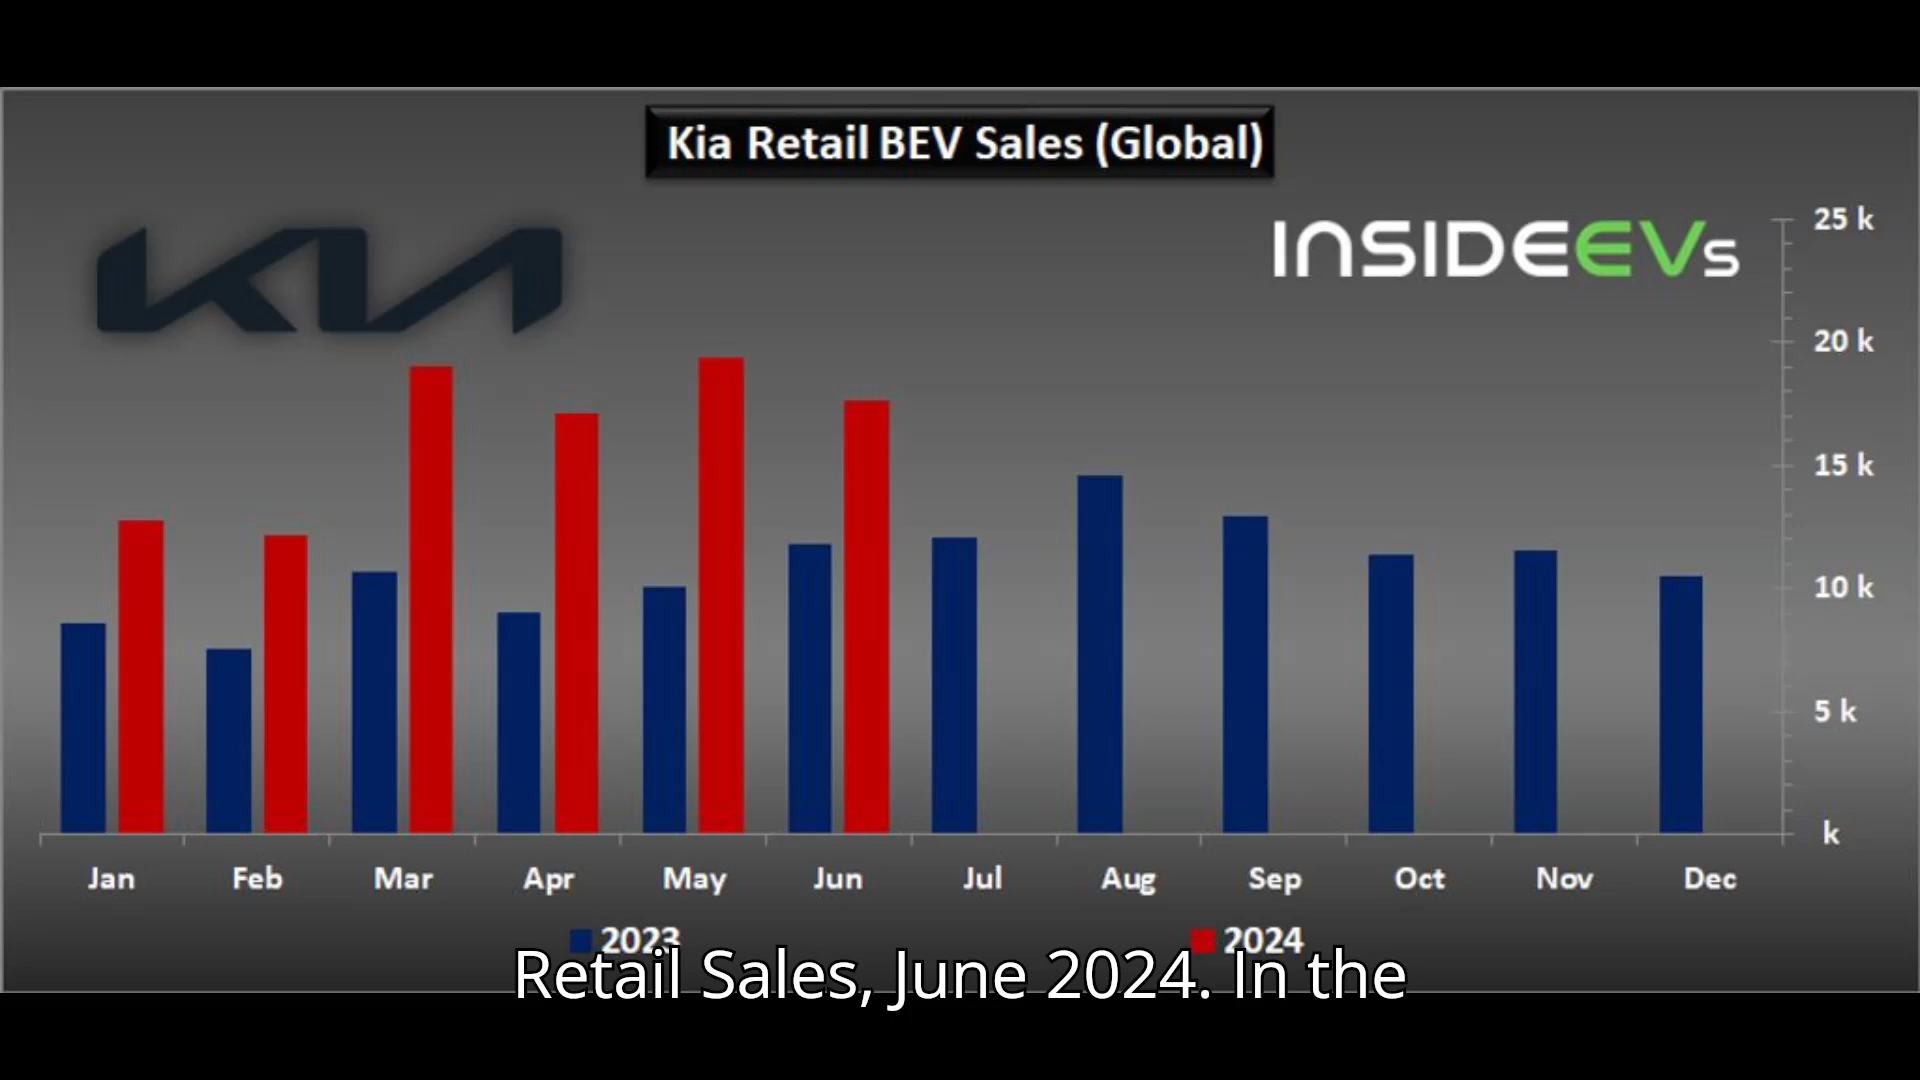 Kia Retail BEV Sales (Global)
KIA
INSIDEEVs
25 k
20 k
15 k
10 k
5 k
k
Jan Feb Mar Apr May Jun Jul Aug Sep Oct Nov Dec
2023 2024
Retail Sales, June 2024. In the